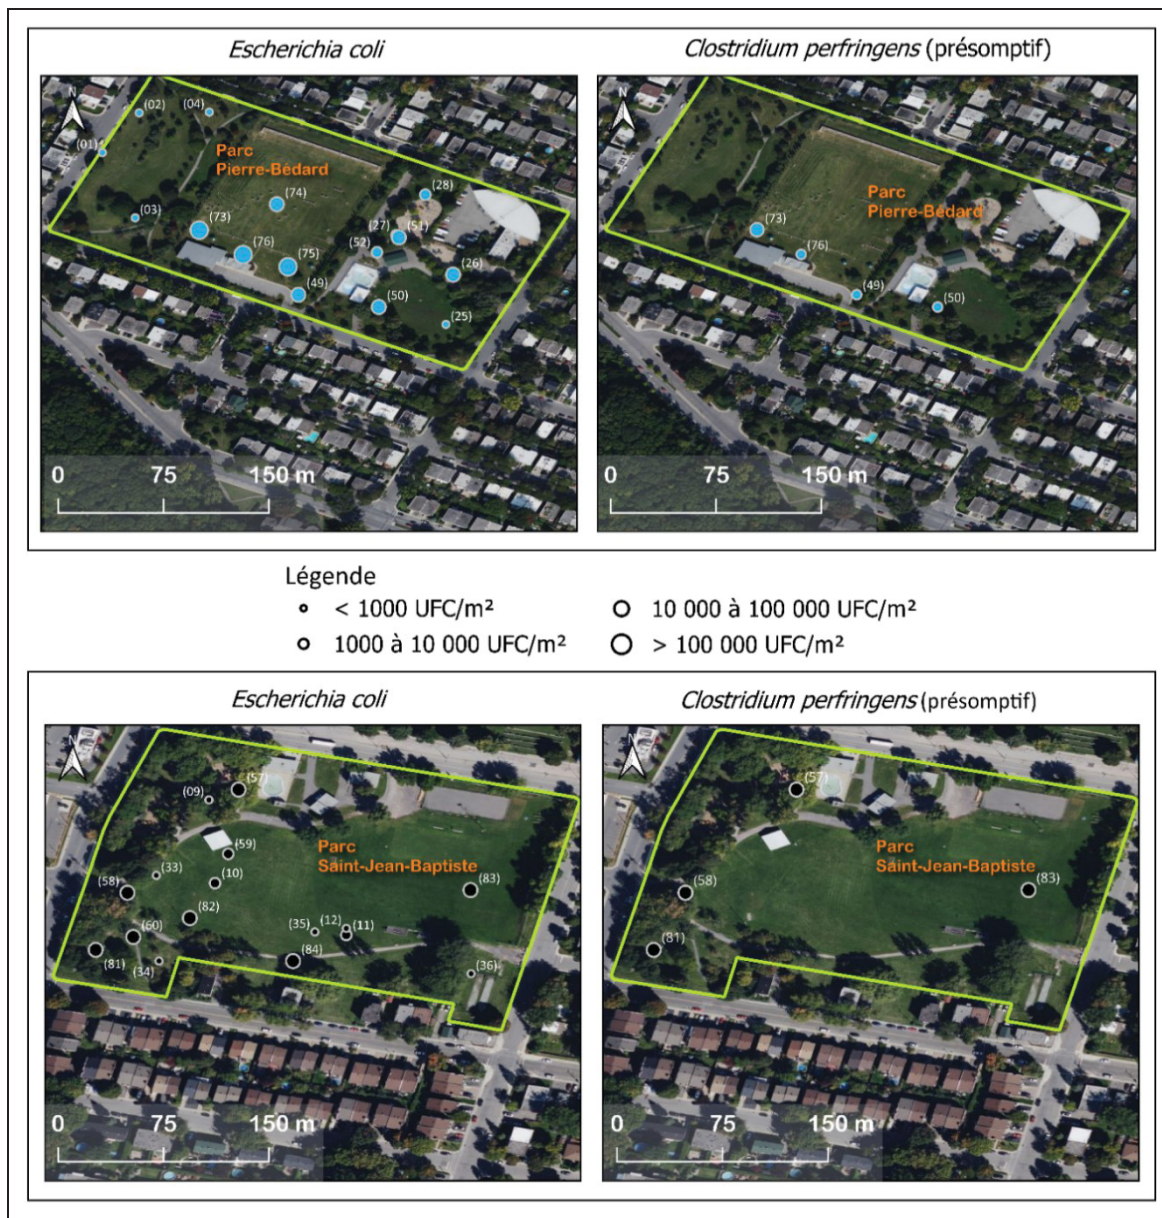 Escherichia coli
Clostridium perfringens (présomptif)
N
(02)
(04)
(01)
Parc
Pierre-Bédard
(28)
(74)
(03)
(73)
(27)
(51)
(76)
(52)
(75)
(26)
(49)
(50)
(25)
0 75 150 m
N
Parc
Pierre-Bédard
(73)
(76)
(49)
(50)
0 75 150 m
Légende
< 1000 UFC/m²
10 000 à 100 000 UFC/m²
1000 à 10 000 UFC/m²
> 100 000 UFC/m²
Escherichia coli
Clostridium perfringens (présomptif)
N
(57)
(09)
(59)
Parc
Saint-Jean-Baptiste
(33)
(10)
(58)
(83)
(82)
(60)
(35)
(12)
(11)
(81)
(34)
(84)
(36)
0 75 150 m
N
(57)
Parc
Saint-Jean-Baptiste
(58)
(83)
(81)
0 75 150 m